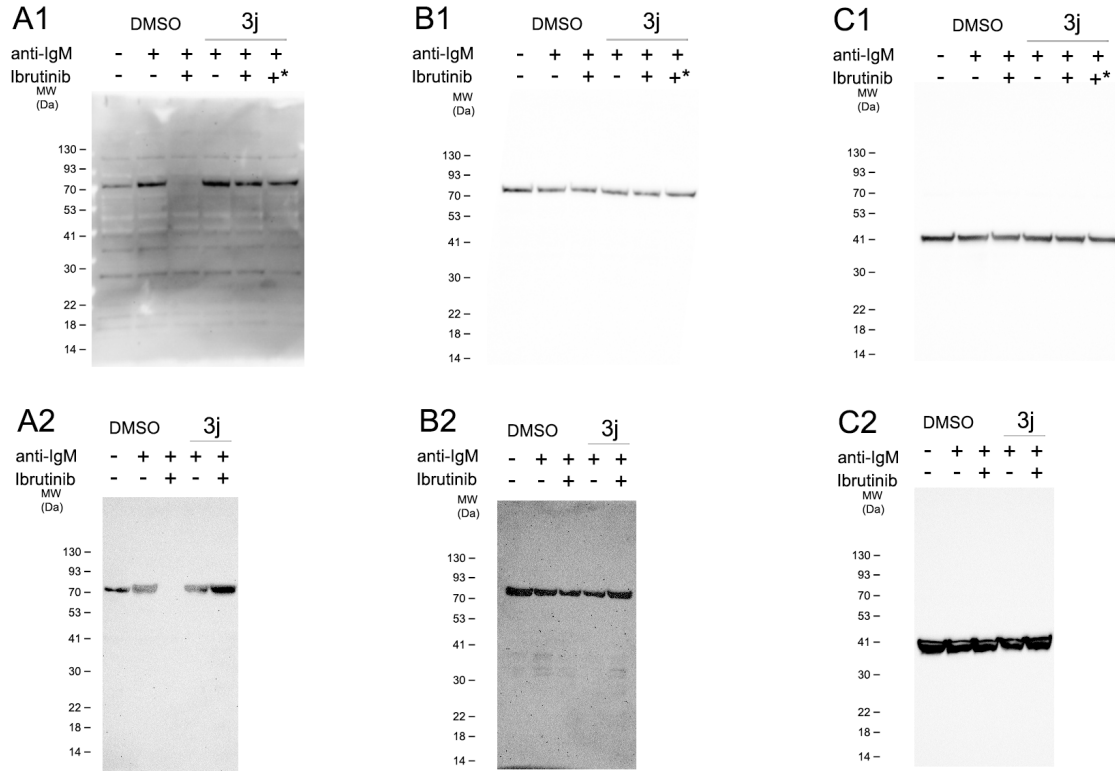 A1
DMSO 3j
anti-IgM - + + + + +
Ibrutinib - - + - + +*
MW
(Da)
130 –
93 –
70 –
53 –
41 –
30 –
22 –
18 –
14 –
B1
DMSO 3j
anti-IgM - + + + + +
Ibrutinib - - + - + +*
MW
(Da)
130 –
93 –
70 –
53 –
41 –
30 –
22 –
18 –
14 –
C1
DMSO 3j
anti-IgM - + + + + +
Ibrutinib - - + - + +*
MW
(Da)
130 –
93 –
70 –
53 –
41 –
30 –
22 –
18 –
14 –
A2
DMSO 3j
anti-IgM - + + + +
Ibrutinib - - + - +
MW
(Da)
130 –
93 –
70 –
53 –
41 –
30 –
22 –
18 –
14 –
B2
DMSO 3j
anti-IgM - + + + +
Ibrutinib - - + - +
MW
(Da)
130 –
93 –
70 –
53 –
41 –
30 –
22 –
18 –
14 –
C2
DMSO 3j
anti-IgM - + + + +
Ibrutinib - - + - +
MW
(Da)
130 –
93 –
70 –
53 –
41 –
30 –
22 –
18 –
14 –